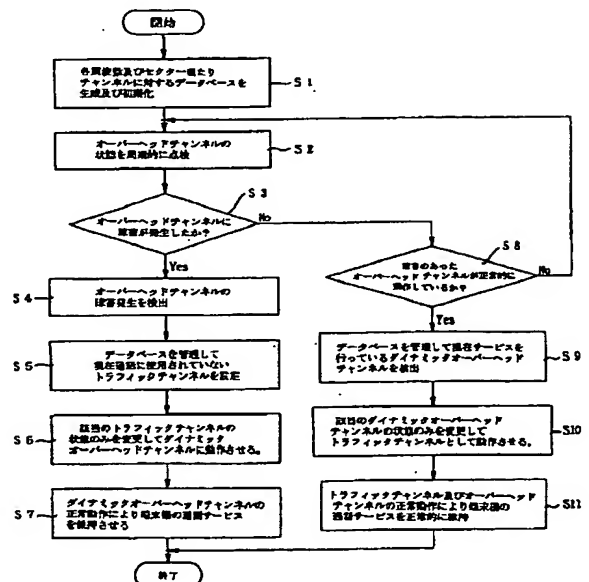 開始
各周波数及びセクター当たり
チャンネルに対するデータベースを
生成及び初期化
S1
オーバーヘッドチャンネルの
状態を周期的に点検
S2
オーバーヘッドチャンネルに
障害が発生したか?
S3
No
Yes
オーバーヘッドチャンネルの
障害発生を検出
S4
データベースを管理して
現在通話に使用されていない
トラフィックチャンネルを設定
S5
該当のトラフィックチャンネルの
状態のみを変更してダイナミック
オーバーヘッドチャンネルに動作させる。
S6
ダイナミックオーバーヘッドチャンネルの
正常動作により端末器の サービス
を維持させる
S7
障害のあった
オーバーヘッドチャンネルが正常的に
動作しているか?
S8
No
Yes
データベースを管理して現在サービスを
行っているダイナミックオーバーヘッド
チャンネルを検出
S9
該当のダイナミックオーバーヘッド
チャンネルの状態のみを変更して
トラフィックチャンネルとして動作させる。
S10
トラフィックチャンネル及びオーバーヘッド
チャンネルの正常動作により端末器の
サービスを正常的に維持
S11
終了